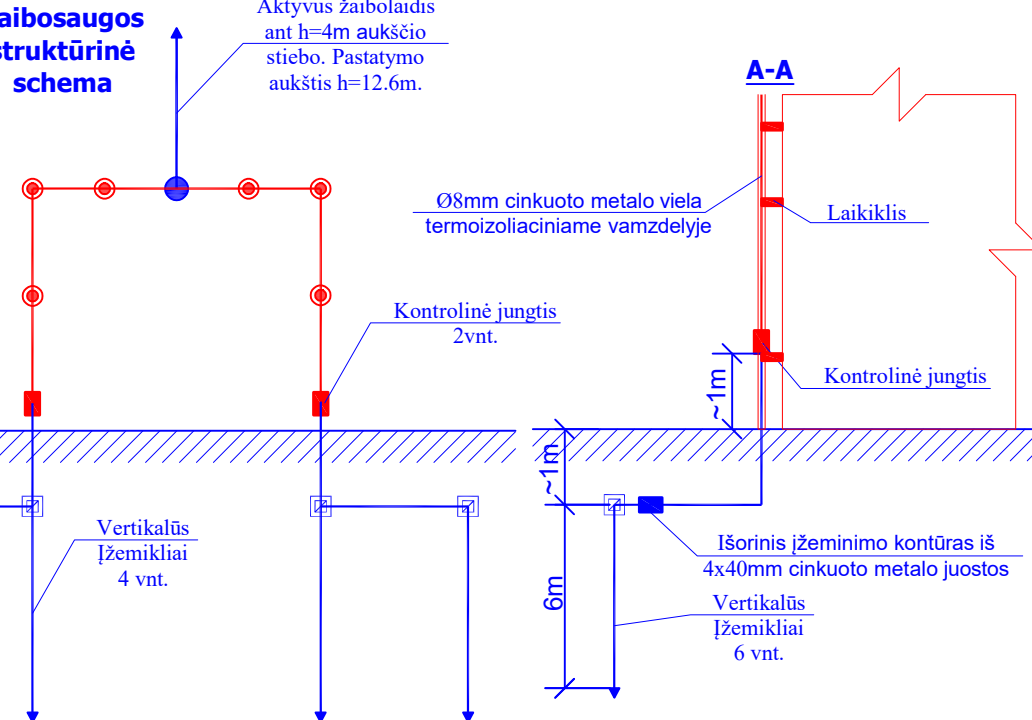 aibosaugos
struktūrinė
schema
Aktyvus žaibolaidis
ant h=4m aukščio
stiebo. Pastatymo
aukštis h=12.6m.
A-A
Ø8mm cinkuoto metalo viela
termoizoliaciniame vamzdelyje
Laikiklis
Kontrolinė jungtis
2vnt.
Kontrolinė jungtis
~1m
~1m
6m
Vertikalūs
Įžemikliai
4 vnt.
Išorinis įžeminimo kontūras iš
4x40mm cinkuoto metalo juostos
Vertikalūs
Įžemikliai
6 vnt.